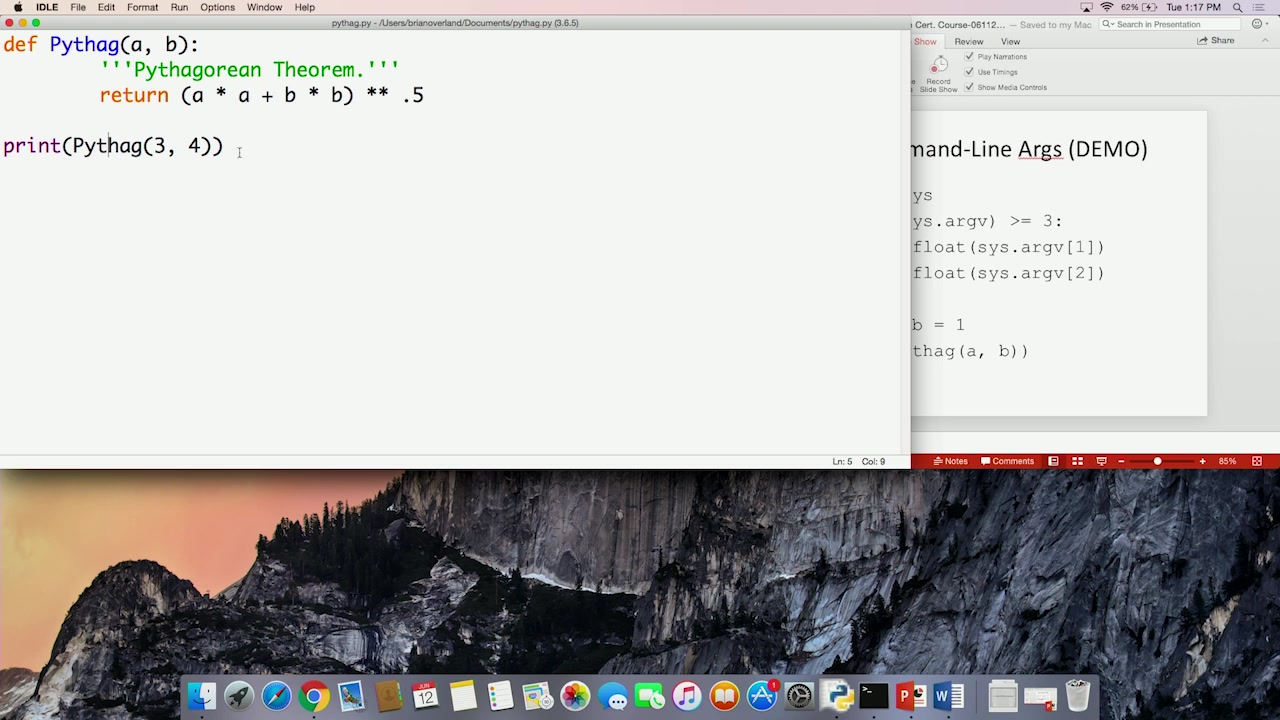 IDLE File Edit Format Run Options Window Help
62% Tue 1:17 PM
pythag.py - /Users/brianoverland/Documents/pythag.py (3.6.5)
def Pythag(a, b):
'''Pythagorean Theorem.'''
return (a * a + b * b) ** .5
print(Pythag(3, 4))
Ln: 5 Col: 9
Cert. Course-06112... — Saved to my Mac
Search in Presentation
Show Review View
Share
Play Narrations
Use Timings
Show Media Controls
Record
Slide Show
mand-Line Args (DEMO)
ys
ys.argv) >= 3:
float(sys.argv[1])
float(sys.argv[2])
b = 1
thag(a, b))
Notes Comments 85%
JUN
12
1